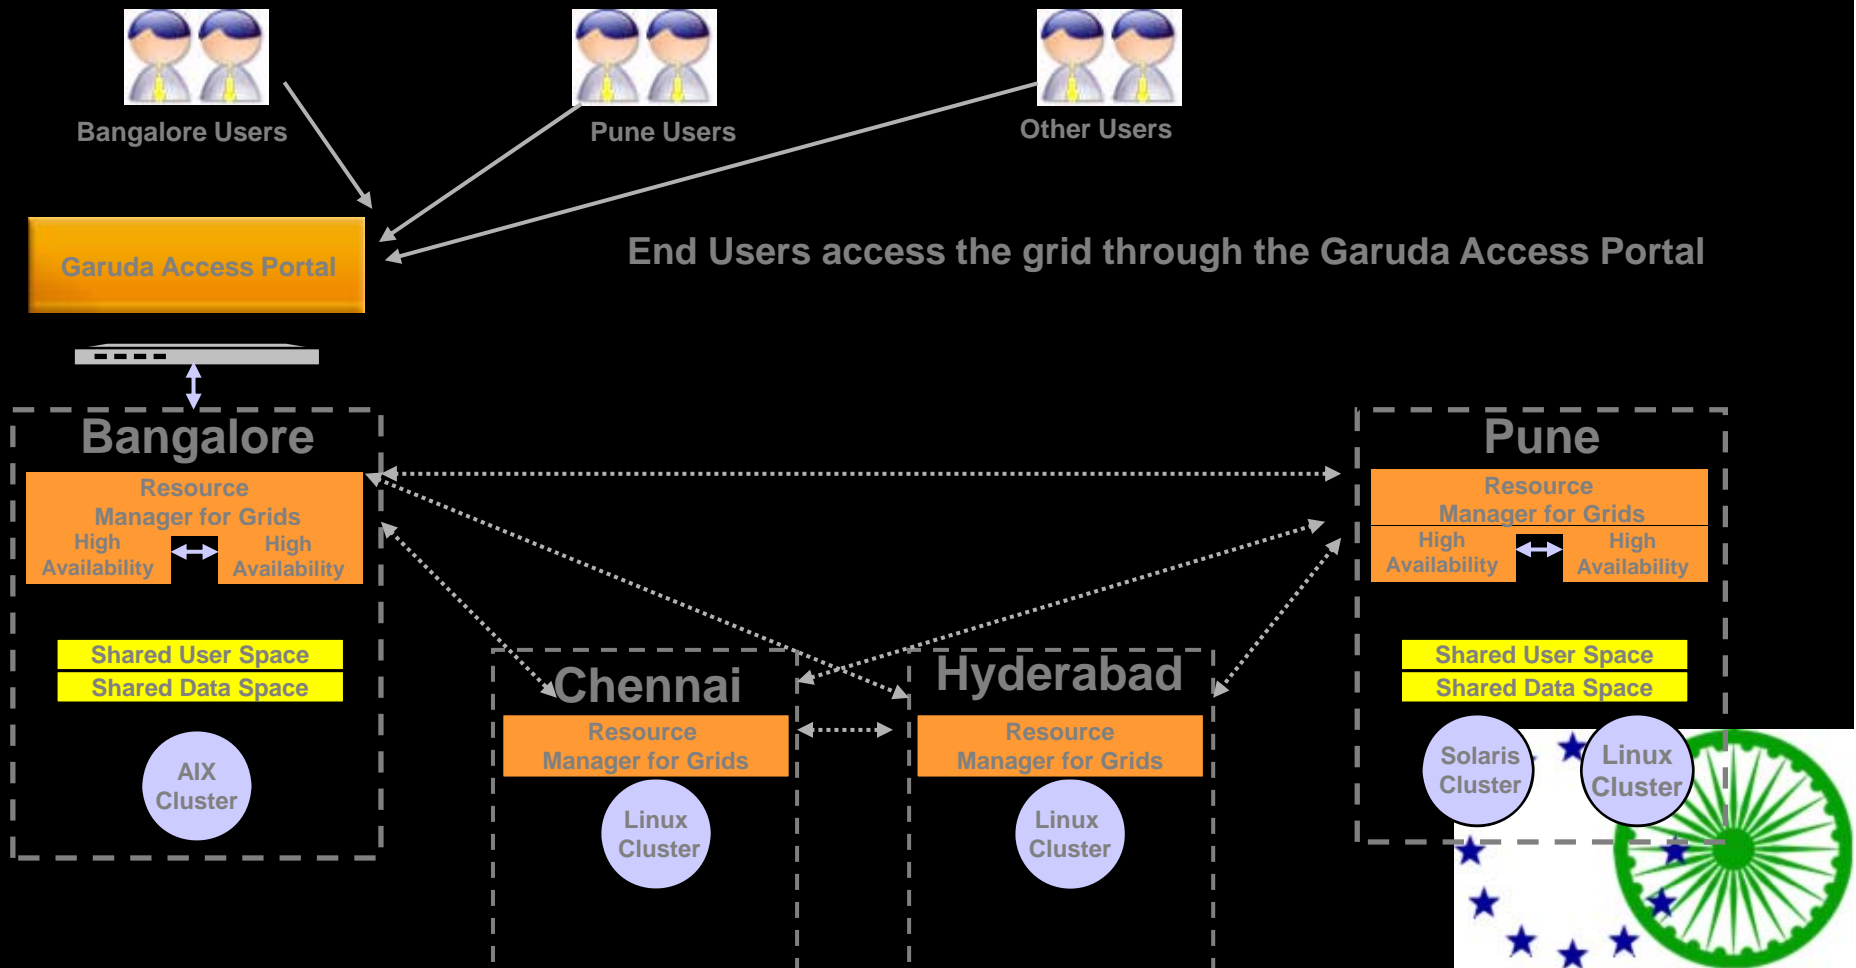 Bangalore Users
Pune Users
Other Users
Garuda Access Portal
End Users access the grid through the Garuda Access Portal
Bangalore
Resource
Manager for Grids
High
Availability
High
Availability
Shared User Space
Shared Data Space
AIX
Cluster
Chennai
Resource
Manager for Grids
Linux
Cluster
Hyderabad
Resource
Manager for Grids
Linux
Cluster
Pune
Resource
Manager for Grids
High
Availability
High
Availability
Shared User Space
Shared Data Space
Solaris
Cluster
Linux
Cluster